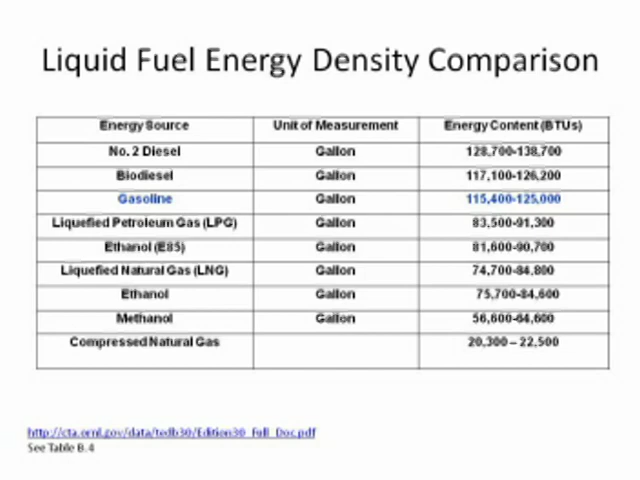 Liquid Fuel Energy Density Comparison
Energy Source Unit of Measurement Energy Content (BTUs)
No. 2 Diesel Gallon 128,700-138,700
Biodiesel Gallon 117,100-126,200
Gasoline Gallon 115,400-125,000
Liquefied Petroleum Gas (LPG) Gallon 83,500-91,300
Ethanol (E85) Gallon 81,600-90,700
Liquefied Natural Gas (LNG) Gallon 74,700-84,800
Ethanol Gallon 75,700-84,600
Methanol Gallon 56,600-64,600
Compressed Natural Gas 20,300 – 22,500
http://cta.ornl.gov/data/tedb30/Edition30_Full_Doc.pdf
See Table B.4